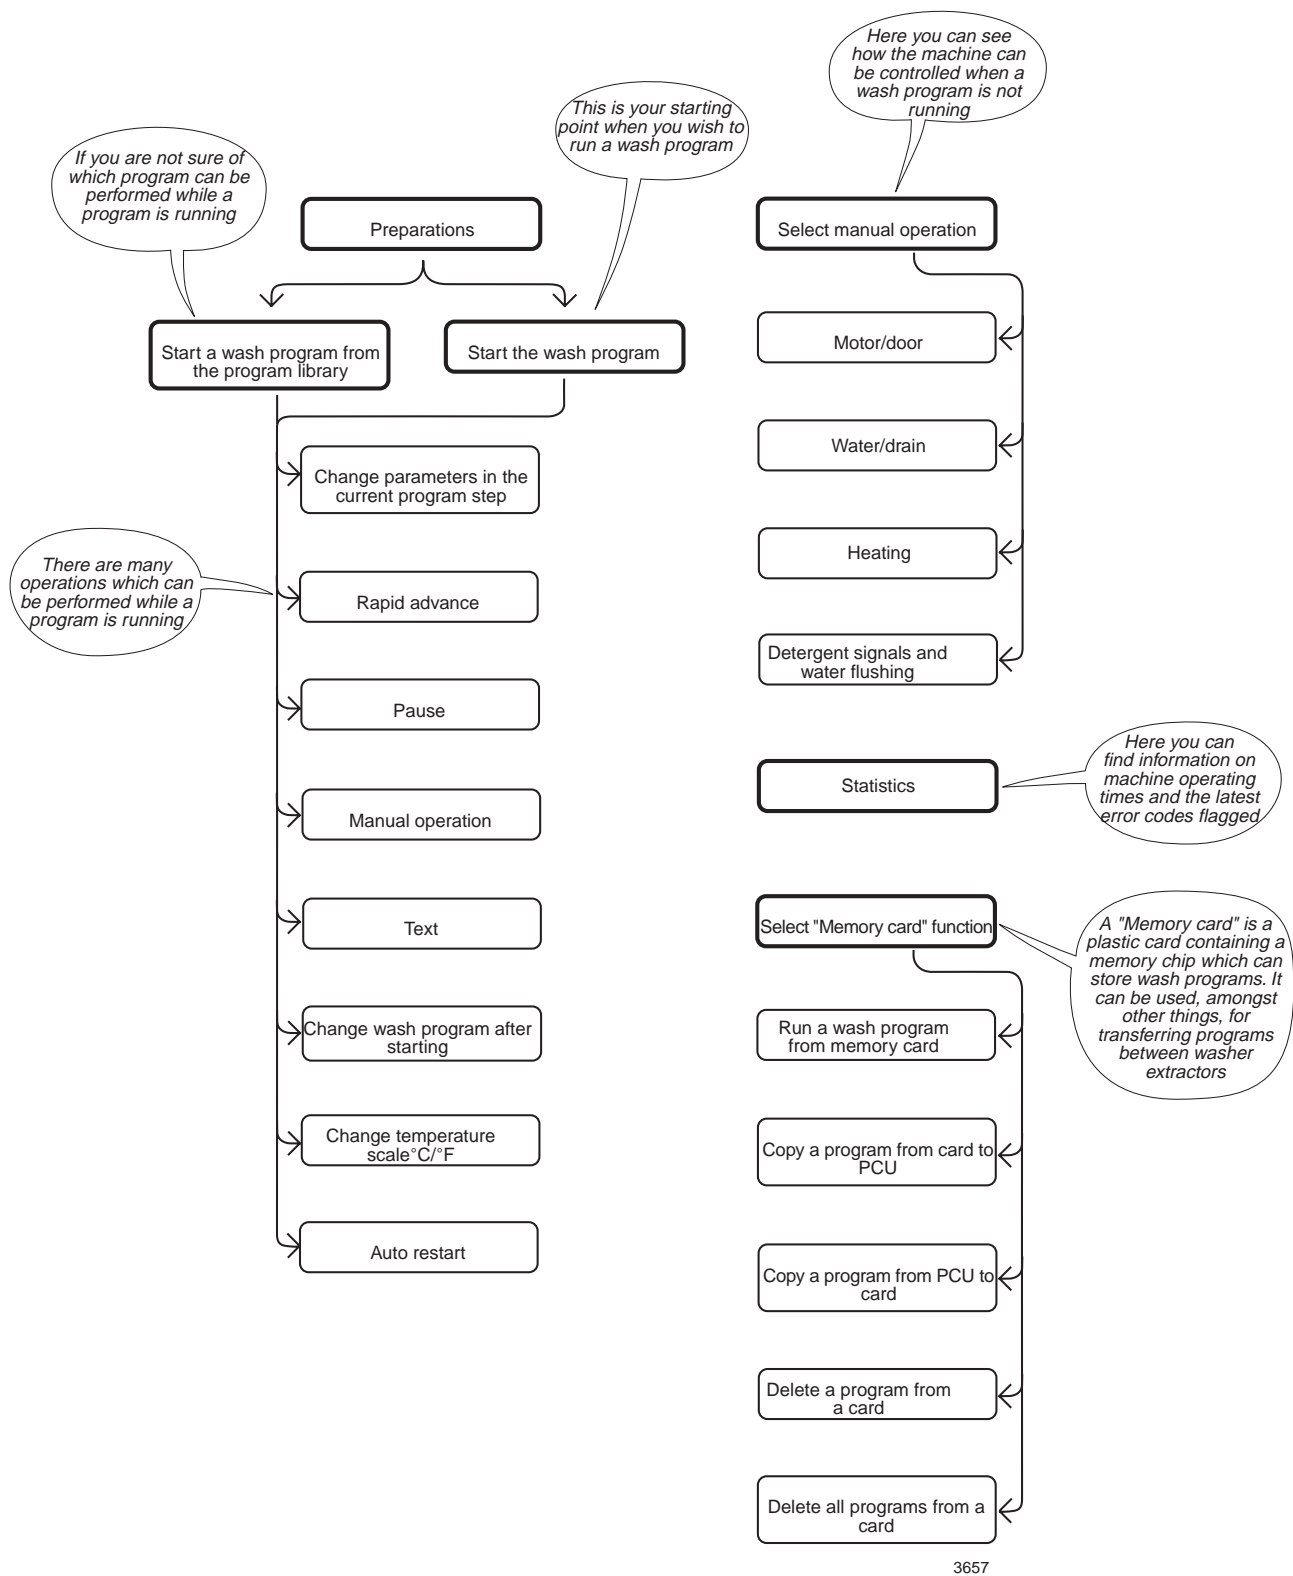 Here you can see
how the machine can
be controlled when a
wash program is not
running
This is your starting
point when you wish to
run a wash program
If you are not sure of
which program can be
performed while a
program is running
Preparations
Select manual operation
Start a wash program from
the program library
Start the wash program
Motor/door
Water/drain
Change parameters in the
current program step
Heating
There are many
operations which can
be performed while a
program is running
Rapid advance
Detergent signals and
water flushing
Pause
Statistics
Here you can
find information on
machine operating
times and the latest
error codes flagged
Manual operation
Text
Select "Memory card" function
A "Memory card" is a
plastic card containing a
memory chip which can
store wash programs. It
can be used, amongst
other things, for
transferring programs
between washer
extractors
Change wash program after
starting
Run a wash program
from memory card
Change temperature
scale°C/°F
Copy a program from card to
PCU
Auto restart
Copy a program from PCU to
card
Delete a program from
a card
Delete all programs from a
card
3657